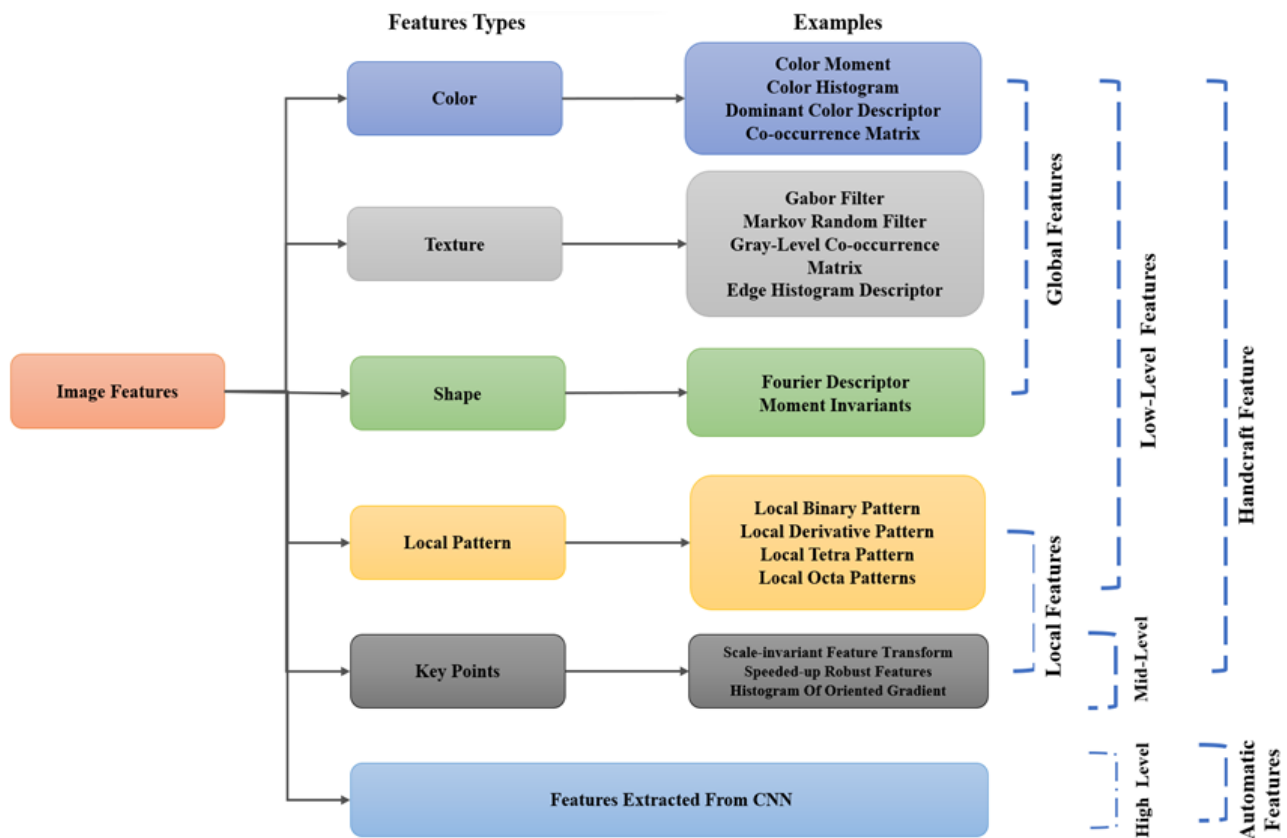 Features Types
Examples
Color
Color Moment
Color Histogram
Dominant Color Descriptor
Co-occurrence Matrix
Texture
Gabor Filter
Markov Random Filter
Gray-Level Co-occurrence
Matrix
Edge Histogram Descriptor
Image Features
Shape
Fourier Descriptor
Moment Invariants
Local Pattern
Local Binary Pattern
Local Derivative Pattern
Local Tetra Pattern
Local Octa Patterns
Key Points
Scale-invariant Feature Transform
Speeded-up Robust Features
Histogram Of Oriented Gradient
Features Extracted From CNN
Global Features
Local Features
Low-Level Features
Mid-Level
High Level
Handcraft Feature
Automatic
Features